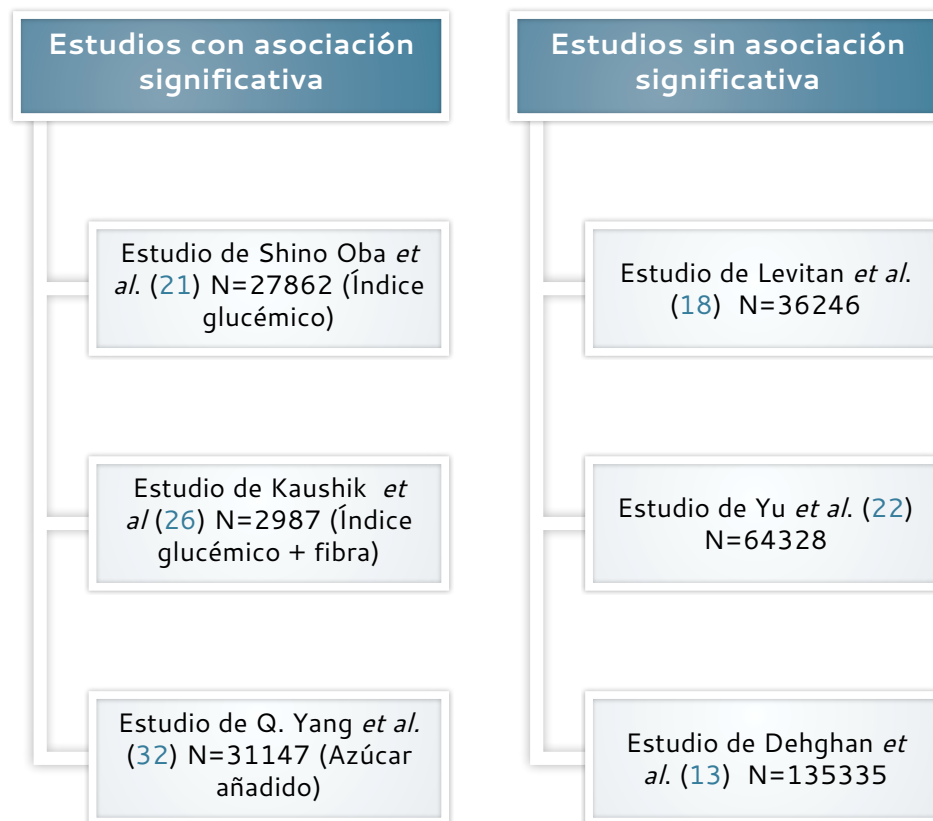 Estudios con asociación
significativa
Estudio de Shino Oba et
al. (21) N=27862 (Índice
glucémico)
Estudio de Kaushik et
al (26) N=2987 (Índice
glucémico + fibra)
Estudio de Q. Yang et al.
(32) N=31147 (Azúcar
añadido)
Estudios sin asociación
significativa
Estudio de Levitan et al.
(18) N=36246
Estudio de Yu et al. (22)
N=64328
Estudio de Dehghan et
al. (13) N=135335